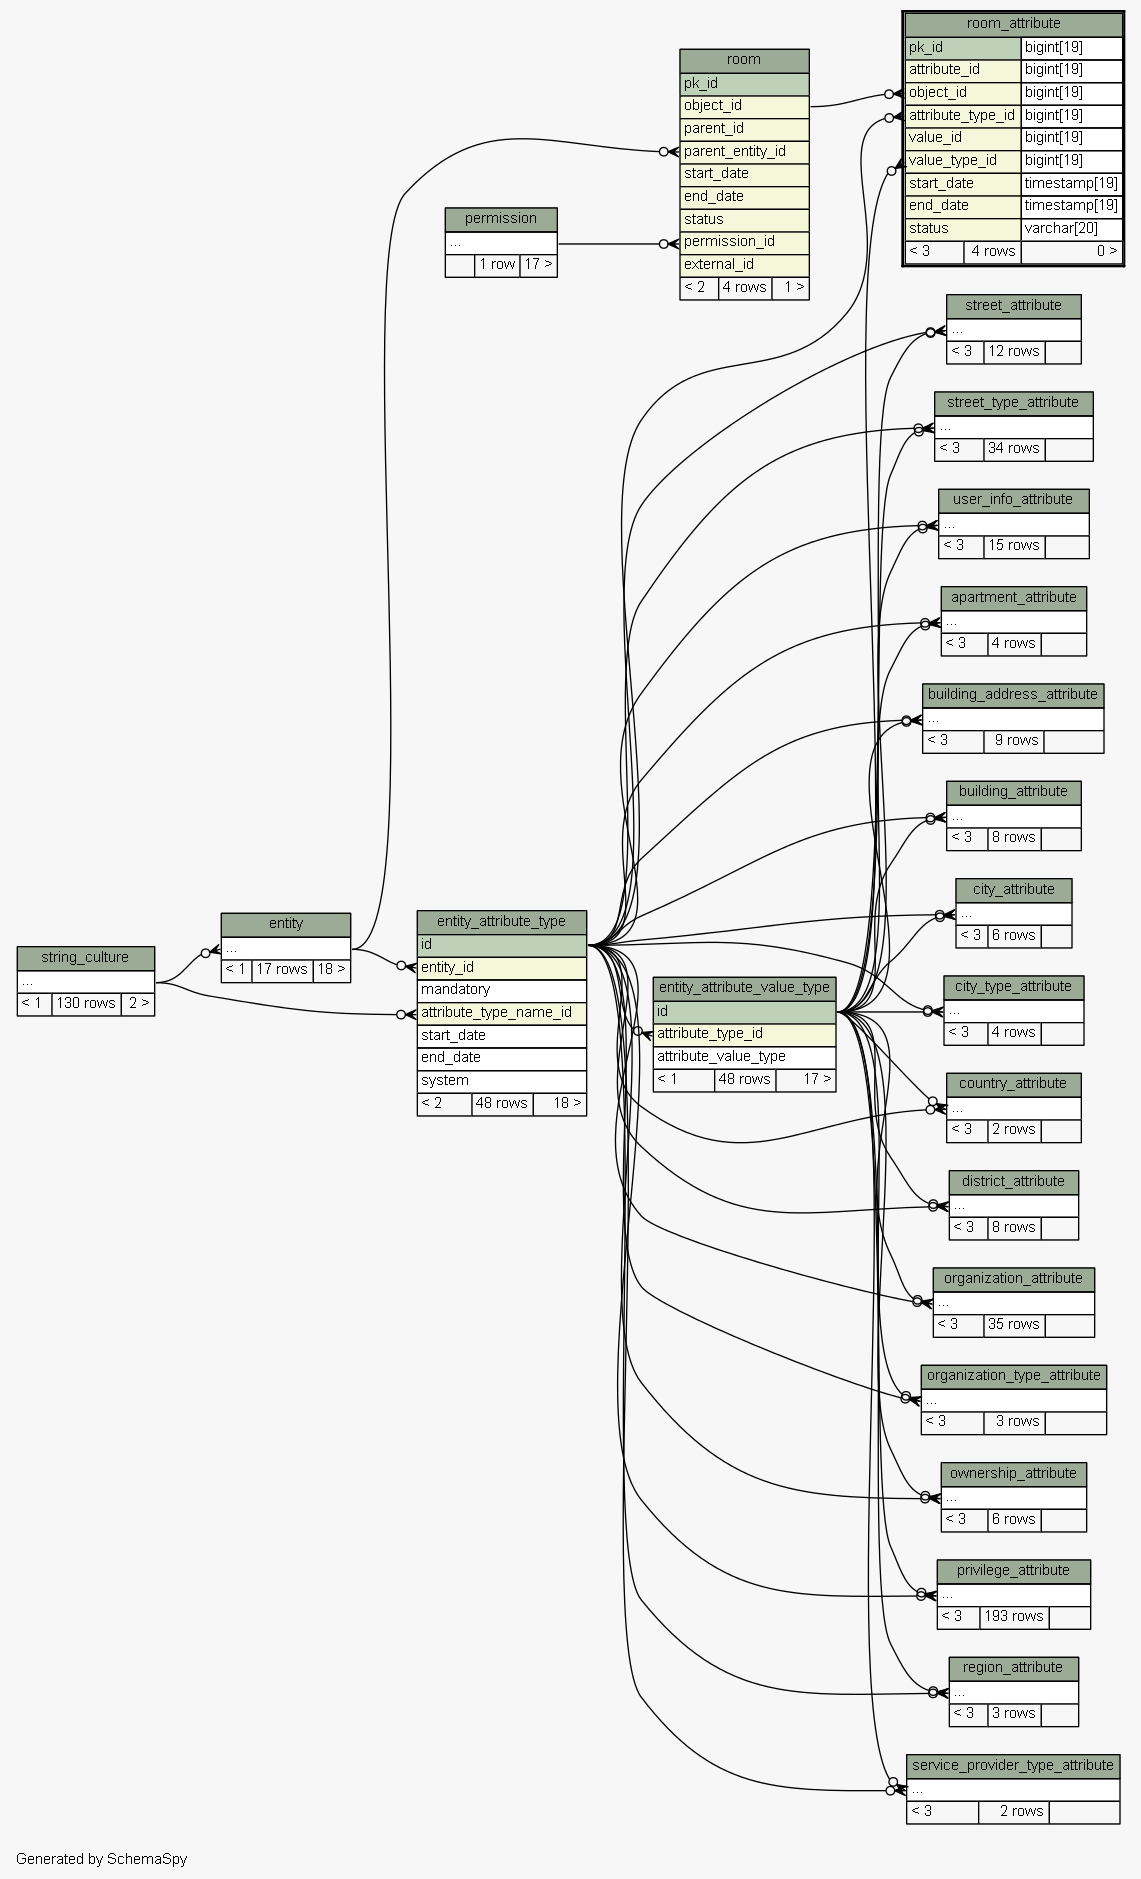 room_attribute
pk_id bigint[19]
attribute_id bigint[19]
object_id bigint[19]
attribute_type_id bigint[19]
value_id bigint[19]
value_type_id bigint[19]
start_date timestamp[19]
end_date timestamp[19]
status varchar[20]
< 3 4 rows 0 >
room
pk_id
object_id
parent_id
parent_entity_id
start_date
end_date
status
permission_id
external_id
< 2 4 rows 1 >
permission
...
1 row 17 >
street_attribute
...
< 3 12 rows
street_type_attribute
...
< 3 34 rows
user_info_attribute
...
< 3 15 rows
apartment_attribute
...
< 3 4 rows
building_address_attribute
...
< 3 9 rows
building_attribute
...
< 3 8 rows
city_attribute
...
< 3 6 rows
string_culture
...
< 1 130 rows 2 >
entity
...
< 1 17 rows 18 >
entity_attribute_type
id
entity_id
mandatory
attribute_type_name_id
start_date
end_date
system
< 2 48 rows 18 >
entity_attribute_value_type
id
attribute_type_id
attribute_value_type
< 1 48 rows 17 >
city_type_attribute
...
< 3 4 rows
country_attribute
...
< 3 2 rows
district_attribute
...
< 3 8 rows
organization_attribute
...
< 3 35 rows
organization_type_attribute
...
< 3 3 rows
ownership_attribute
...
< 3 6 rows
privilege_attribute
...
< 3 193 rows
region_attribute
...
< 3 3 rows
service_provider_type_attribute
...
< 3 2 rows
Generated by SchemaSpy